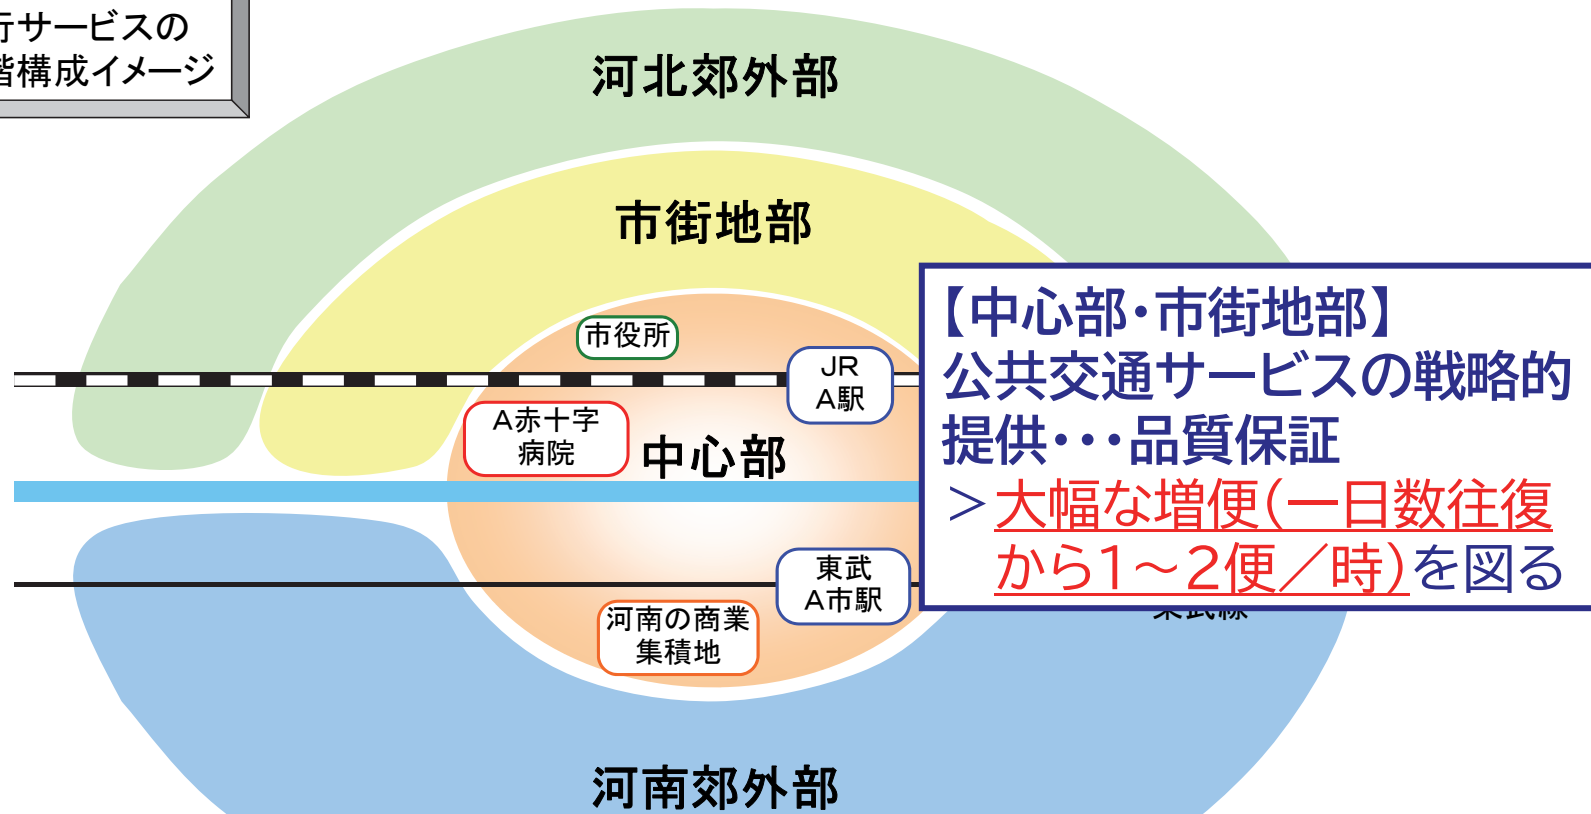 行サービスの
階構成イメージ
河北郊外部
市街地部
市役所
JR
A駅
A赤十字
病院
中心部
【中心部・市街地部】
公共交通サービスの戦略的
提供・・・品質保証
＞大幅な増便(一日数往復
から1～2便／時)を図る
東武
A市駅
河南の商業
集積地
東武線
河南郊外部